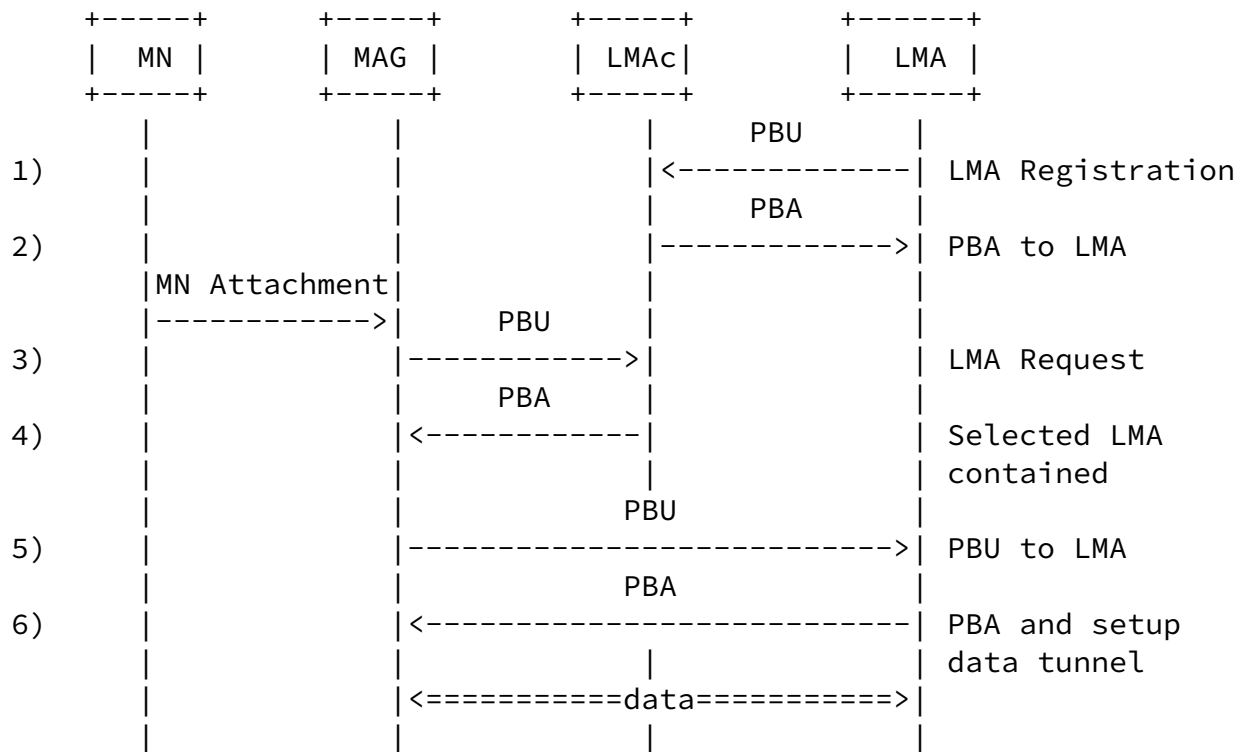 MN MAG LMAc LMA
PBU
1) LMA Registration
PBA
2) PBA to LMA
MN Attachment
PBU
3) LMA Request
PBA
4) Selected LMA
contained
PBU
5) PBU to LMA
PBA
6) PBA and setup
data tunnel
data